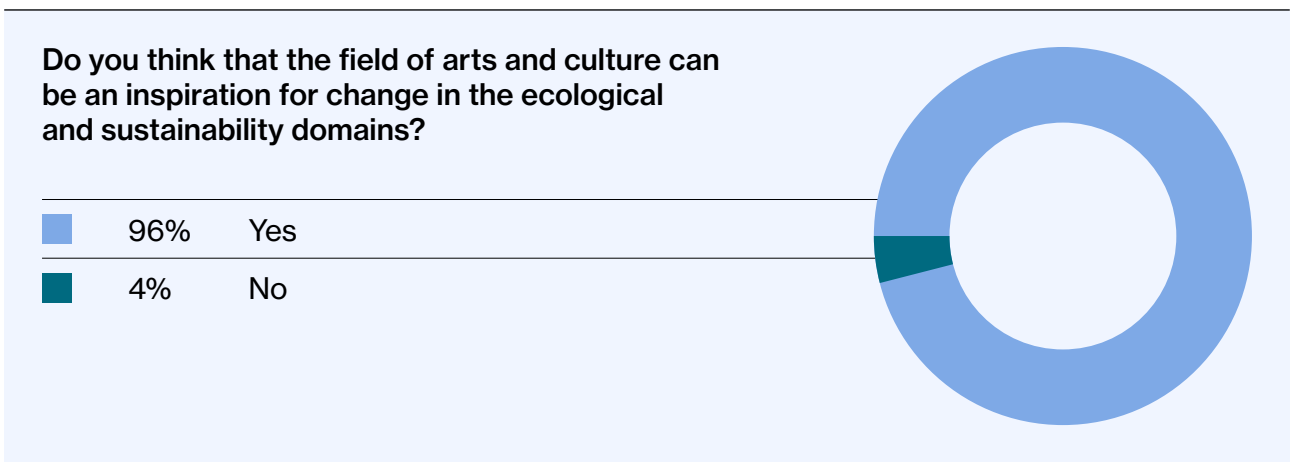 Do you think that the field of arts and culture can
be an inspiration for change in the ecological
and sustainability domains?
96% Yes
4% No